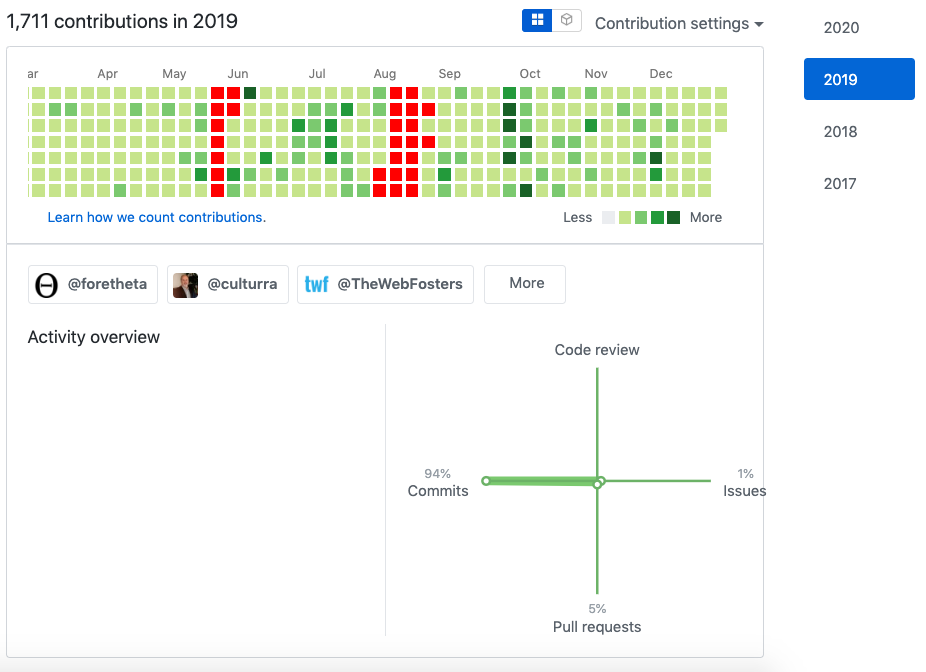 1,711 contributions in 2019
Contribution settings
2020
2019
2018
2017
ar Apr May Jun Jul Aug Sep Oct Nov Dec
Learn how we count contributions.
Less More
@foretheta
@culturra
twf @TheWebFosters
More
Activity overview
Code review
94%
Commits
1%
Issues
5%
Pull requests